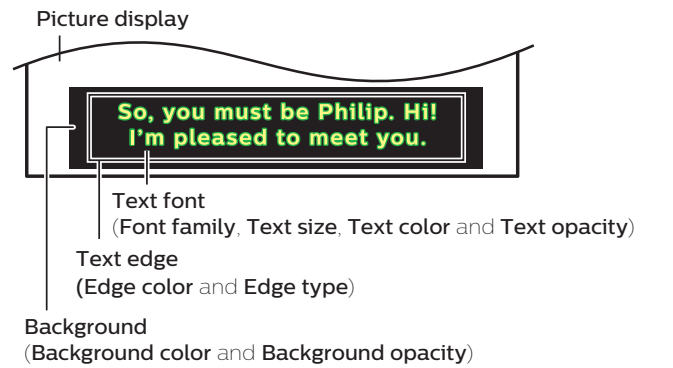 Picture display
So, you must be Philip. Hi!
I’m pleased to meet you.
Text font
(Font family, Text size, Text color and Text opacity)
Text edge
(Edge color and Edge type)
Background
(Background color and Background opacity)